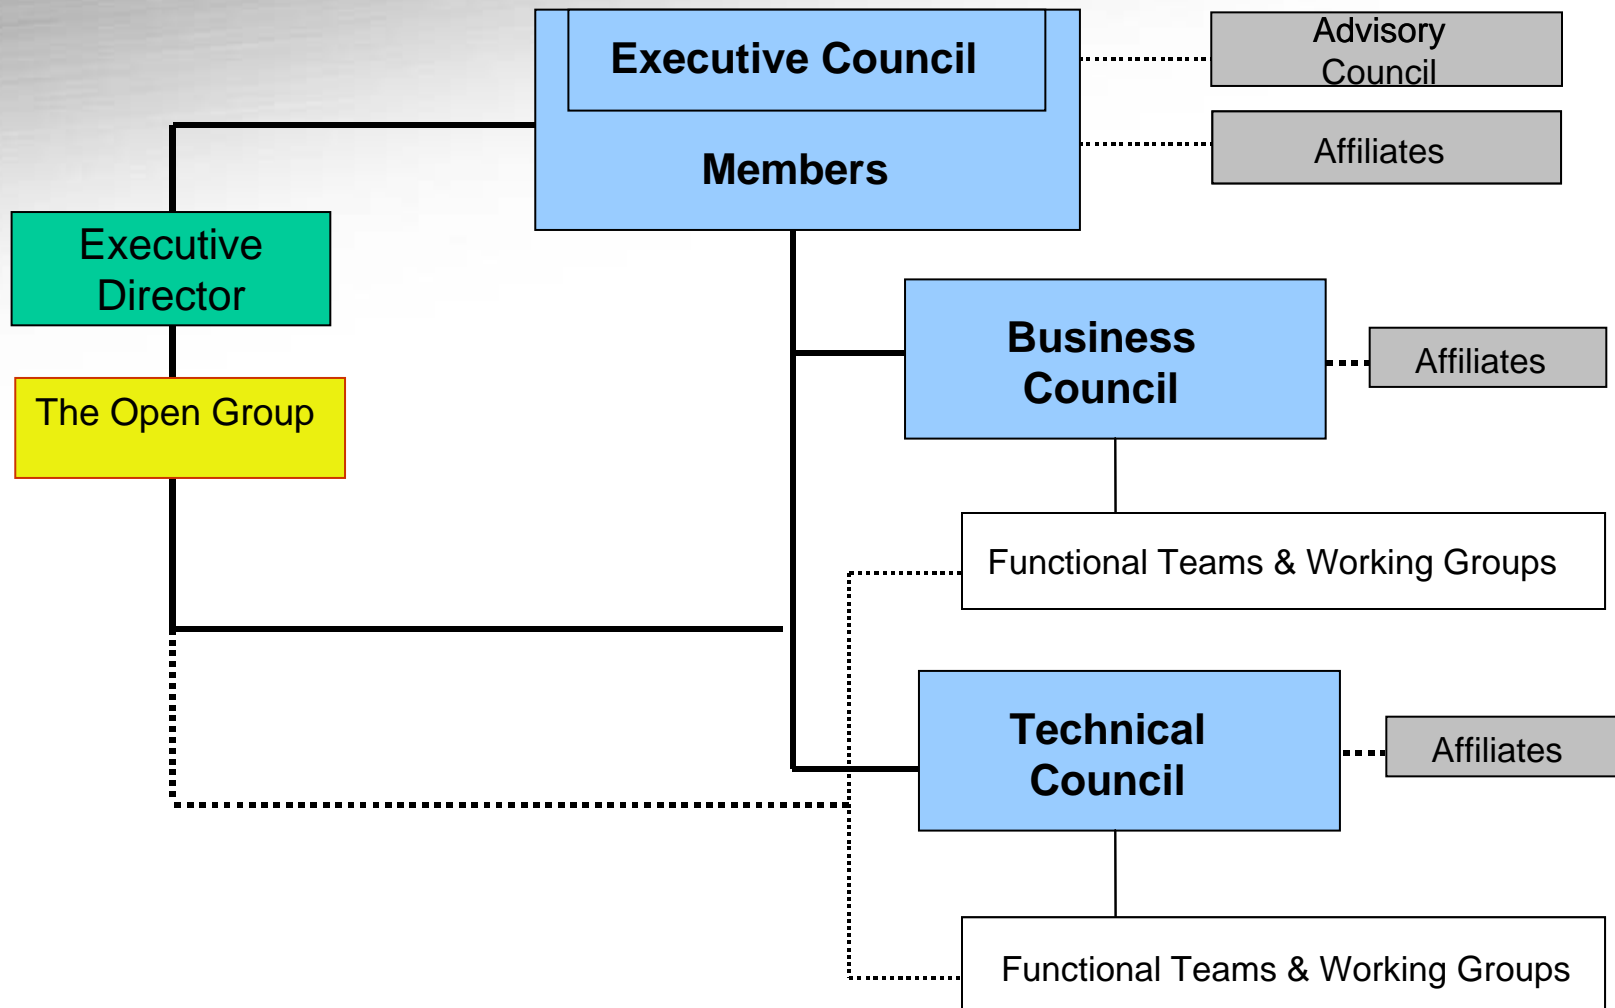 Executive Council
Advisory
Council
Members
Affiliates
Executive
Director
Business
Council
Affiliates
The Open Group
Functional Teams & Working Groups
Technical
Council
Affiliates
Functional Teams & Working Groups